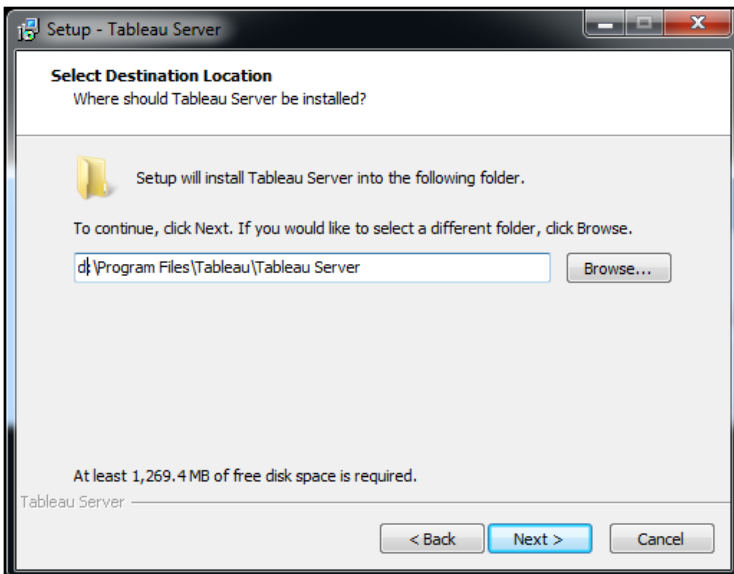 Setup - Tableau Server
Select Destination Location
Where should Tableau Server be installed?
Setup will install Tableau Server into the following folder.
To continue, click Next. If you would like to select a different folder, click Browse.
d:\Program Files\Tableau\Tableau Server
Browse...
At least 1,269.4 MB of free disk space is required.
Tableau Server
< Back
Next >
Cancel